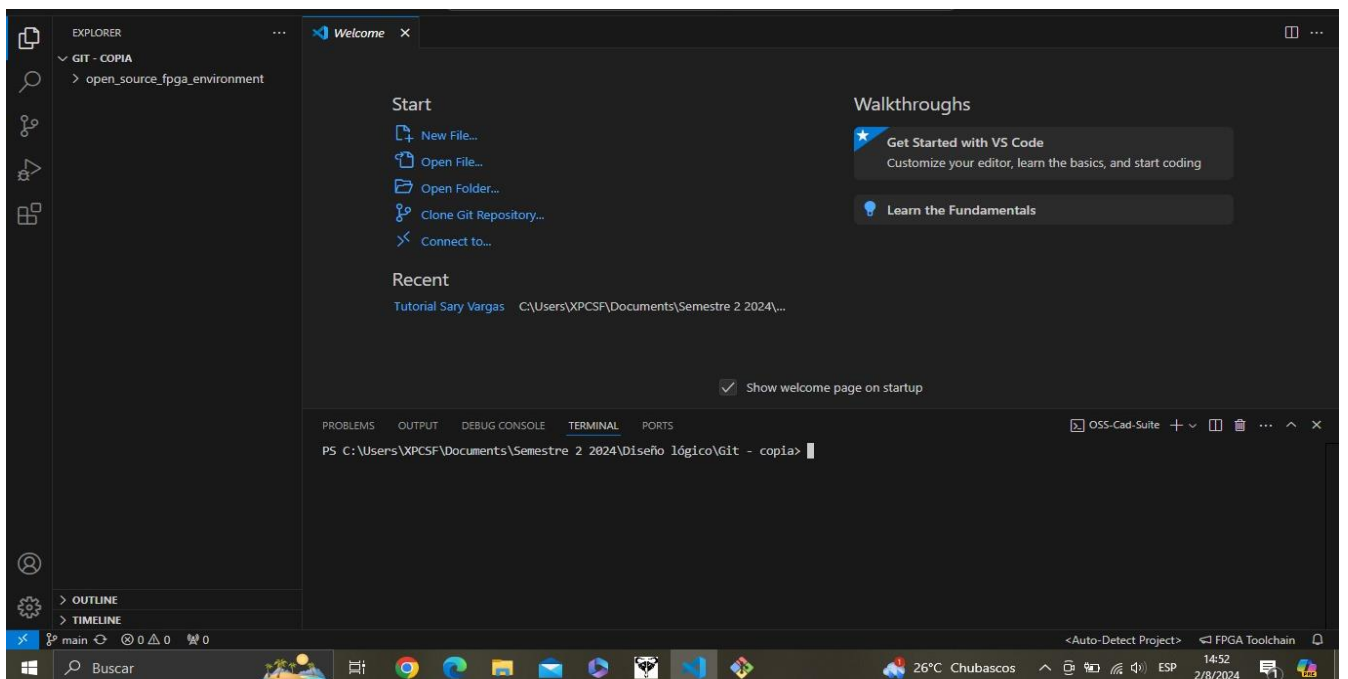 EXPLORER
Welcome
GIT - COPIA
open_source_fpga_environment
Start
New File...
Open File...
Open Folder...
Clone Git Repository...
Connect to...
Recent
Tutorial Sary Vargas C:\Users\XPCSF\Documents\Semestre 2 2024\...
Walkthroughs
Get Started with VS Code
Customize your editor, learn the basics, and start coding
Learn the Fundamentals
Show welcome page on startup
PROBLEMS OUTPUT DEBUG CONSOLE TERMINAL PORTS
OSS-Cad-Suite
PS C:\Users\XPCSF\Documents\Semestre 2 2024\Diseño lógico\Git - copia>
OUTLINE
TIMELINE
main 0 0 0
<Auto-Detect Project> FPGA Toolchain
Buscar
26°C Chubascos
ESP
14:52
2/8/2024
1
PRE